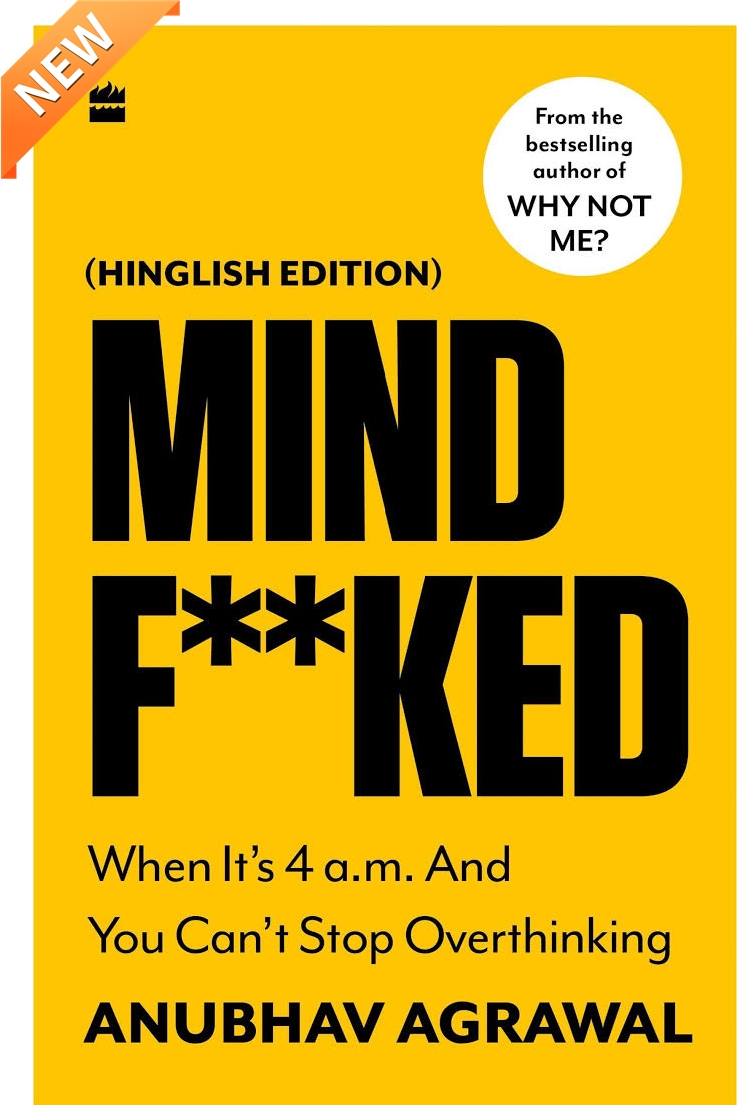 NEW
From the
bestselling
author of
WHY NOT
ME?
(HINGLISH EDITION)
MIND
F**KED
When It's 4 a.m. And
You Can't Stop Overthinking
ANUBHAV AGRAWAL